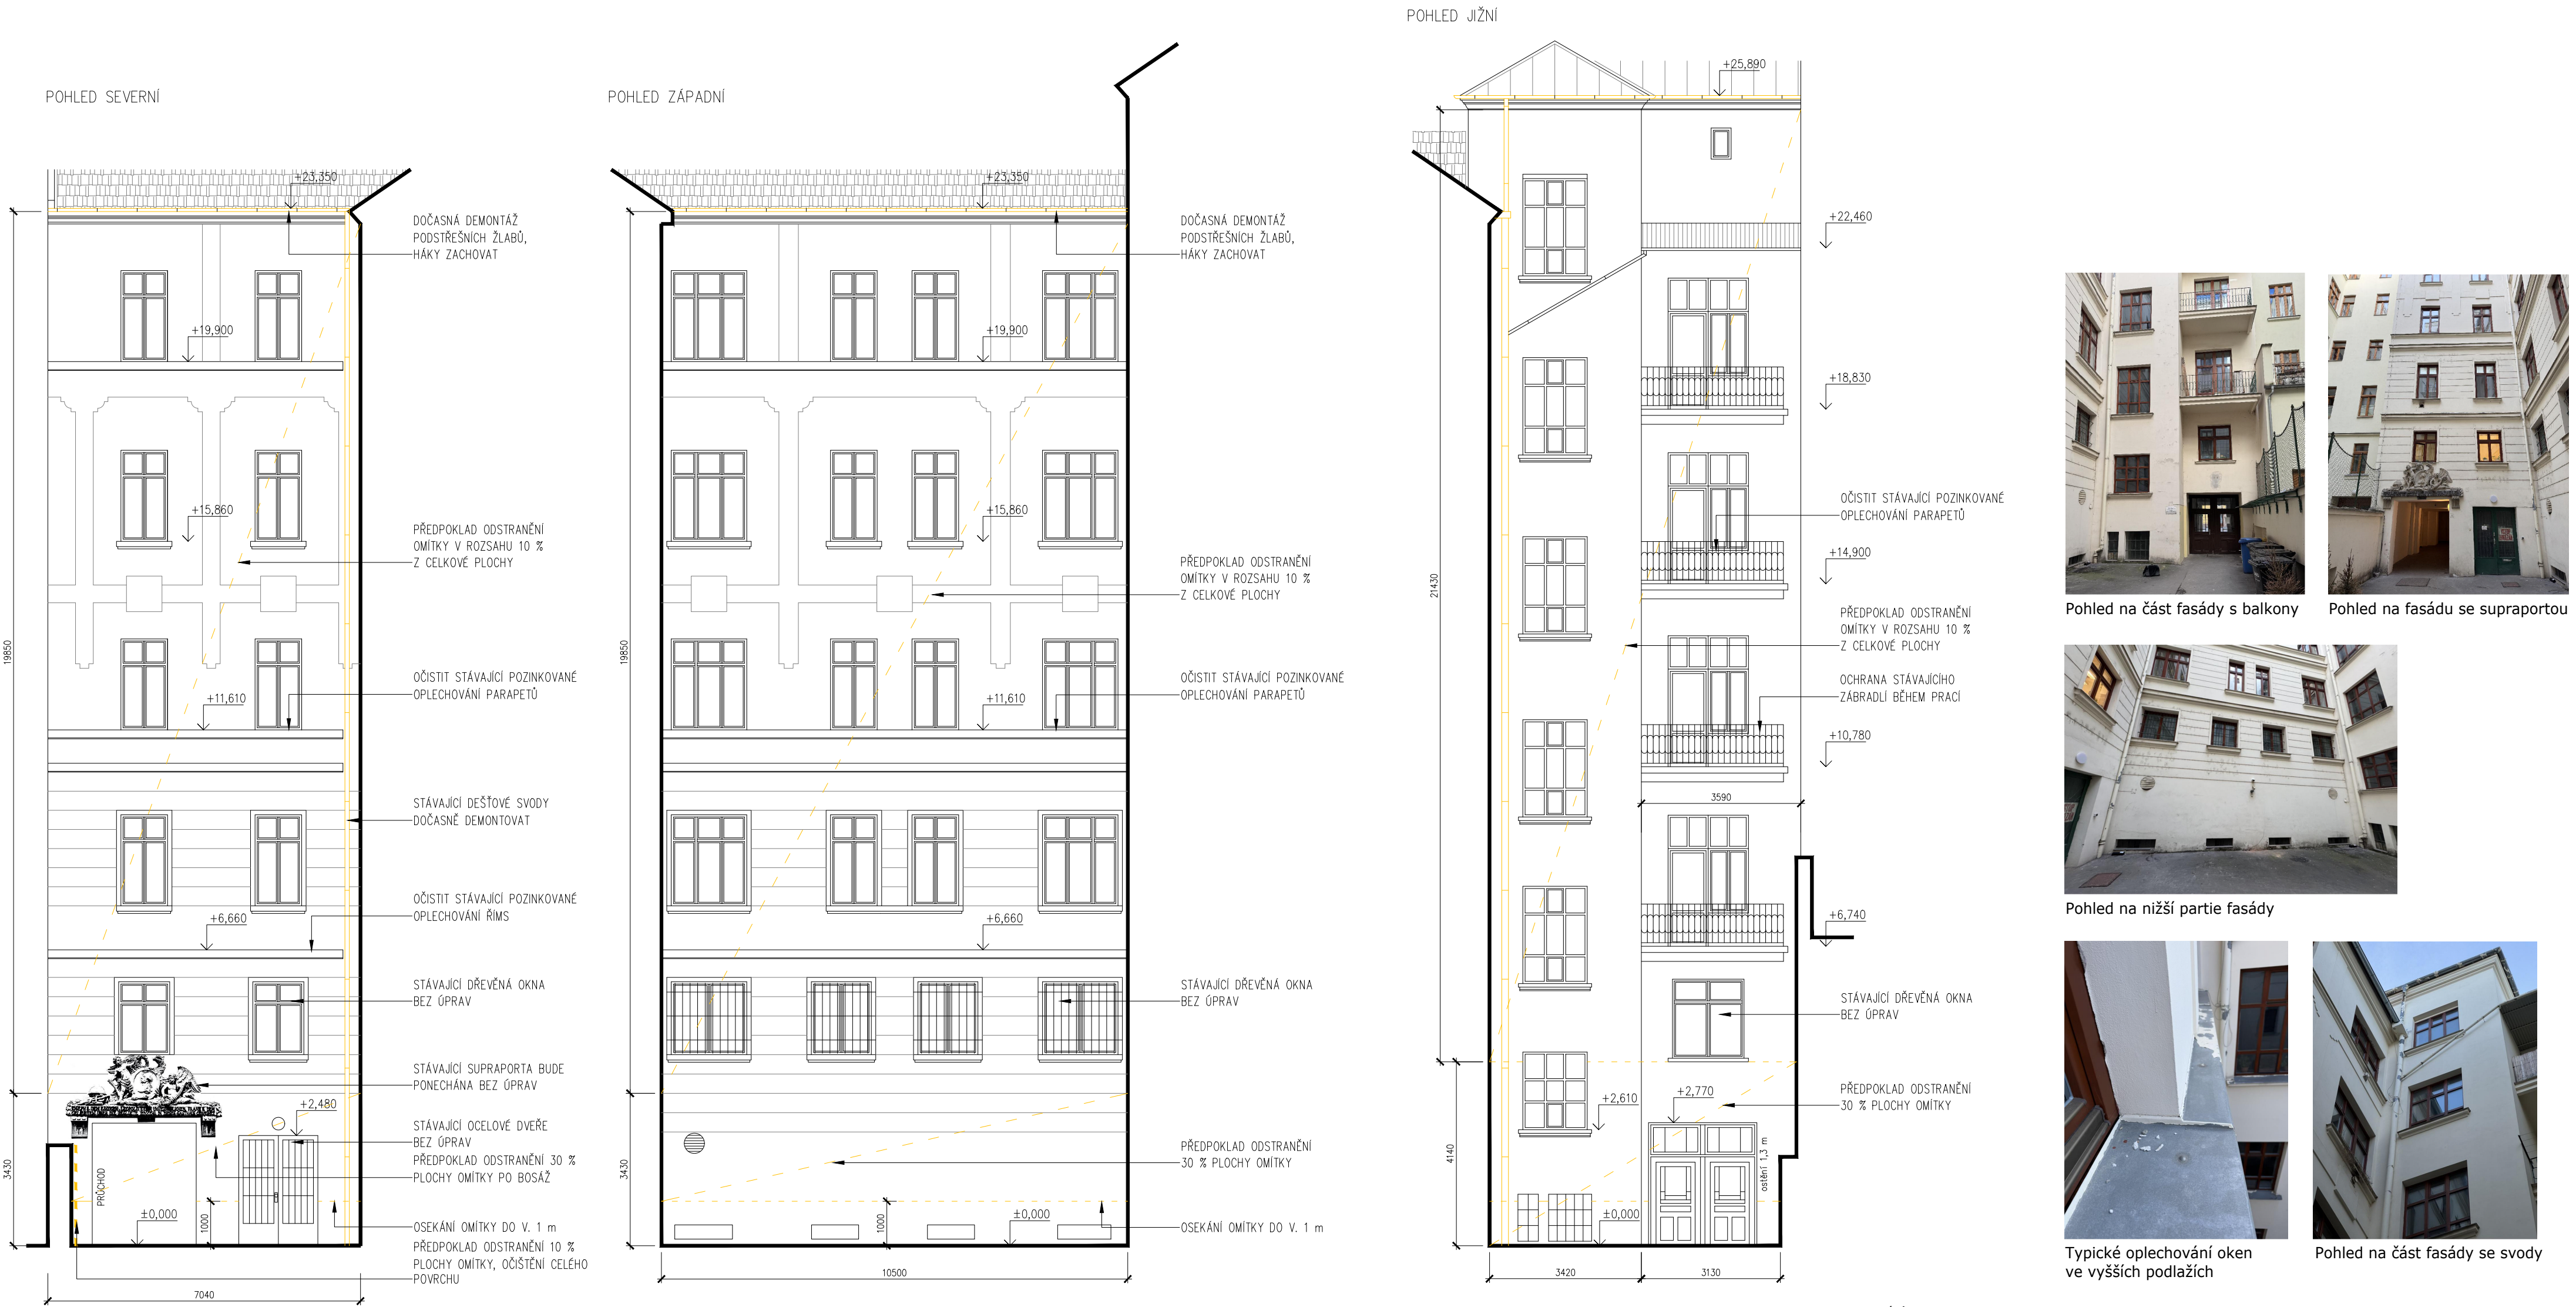 POHLED SEVERNÍ
+23,350
DOČASNÁ DEMONTÁŽ
PODSTŘEŠNÍCH ŽLABŮ,
HÁKY ZACHOVAT
+19,900
+15,860
PŘEDPOKLAD ODSTRANĚNÍ
OMÍTKY V ROZSAHU 10 %
Z CELKOVÉ PLOCHY
19850
OČISTIT STÁVAJÍCÍ POZINKOVANÉ
OPLECHOVÁNÍ PARAPETŮ
+11,610
STÁVAJÍCÍ DEŠŤOVÉ SVODY
DOČASNĚ DEMONTOVAT
OČISTIT STÁVAJÍCÍ POZINKOVANÉ
OPLECHOVÁNÍ ŘÍMS
+6,660
STÁVAJÍCÍ DŘEVĚNÁ OKNA
BEZ ÚPRAV
STÁVAJÍCÍ SUPRAPORTA BUDE
PONECHÁNA BEZ ÚPRAV
+2,480
STÁVAJÍCÍ OCELOVÉ DVEŘE
BEZ ÚPRAV
PŘEDPOKLAD ODSTRANĚNÍ 30 %
PLOCHY OMÍTKY PO BOSÁŽ
3430
PRŮCHOD
±0,000
1000
OSEKÁNÍ OMÍTKY DO V. 1 m
PŘEDPOKLAD ODSTRANĚNÍ 10 %
PLOCHY OMÍTKY, OČIŠTĚNÍ CELÉHO
POVRCHU
7040
POHLED ZÁPADNÍ
+23,350
DOČASNÁ DEMONTÁŽ
PODSTŘEŠNÍCH ŽLABŮ,
HÁKY ZACHOVAT
+19,900
+15,860
PŘEDPOKLAD ODSTRANĚNÍ
OMÍTKY V ROZSAHU 10 %
Z CELKOVÉ PLOCHY
19850
OČISTIT STÁVAJÍCÍ POZINKOVANÉ
OPLECHOVÁNÍ PARAPETŮ
+11,610
+6,660
STÁVAJÍCÍ DŘEVĚNÁ OKNA
BEZ ÚPRAV
PŘEDPOKLAD ODSTRANĚNÍ
30 % PLOCHY OMÍTKY
3430
1000
±0,000
OSEKÁNÍ OMÍTKY DO V. 1 m
10500
POHLED JIŽNÍ
+25,890
+22,460
+18,830
OČISTIT STÁVAJÍCÍ POZINKOVANÉ
OPLECHOVÁNÍ PARAPETŮ
+14,900
21430
PŘEDPOKLAD ODSTRANĚNÍ
OMÍTKY V ROZSAHU 10 %
Z CELKOVÉ PLOCHY
OCHRANA STÁVAJÍCÍHO
ZÁBRADLÍ BĚHEM PRACÍ
+10,780
3590
+6,740
STÁVAJÍCÍ DŘEVĚNÁ OKNA
BEZ ÚPRAV
+2,610
+2,770
PŘEDPOKLAD ODSTRANĚNÍ
30 % PLOCHY OMÍTKY
4140
ostění 1,3 m
±0,000
3420
3130
Pohled na část fasády s balkony
Pohled na fasádu se supraportou
Pohled na nižší partie fasády
Typické oplechování oken
ve vyšších podlažích
Pohled na část fasády se svody